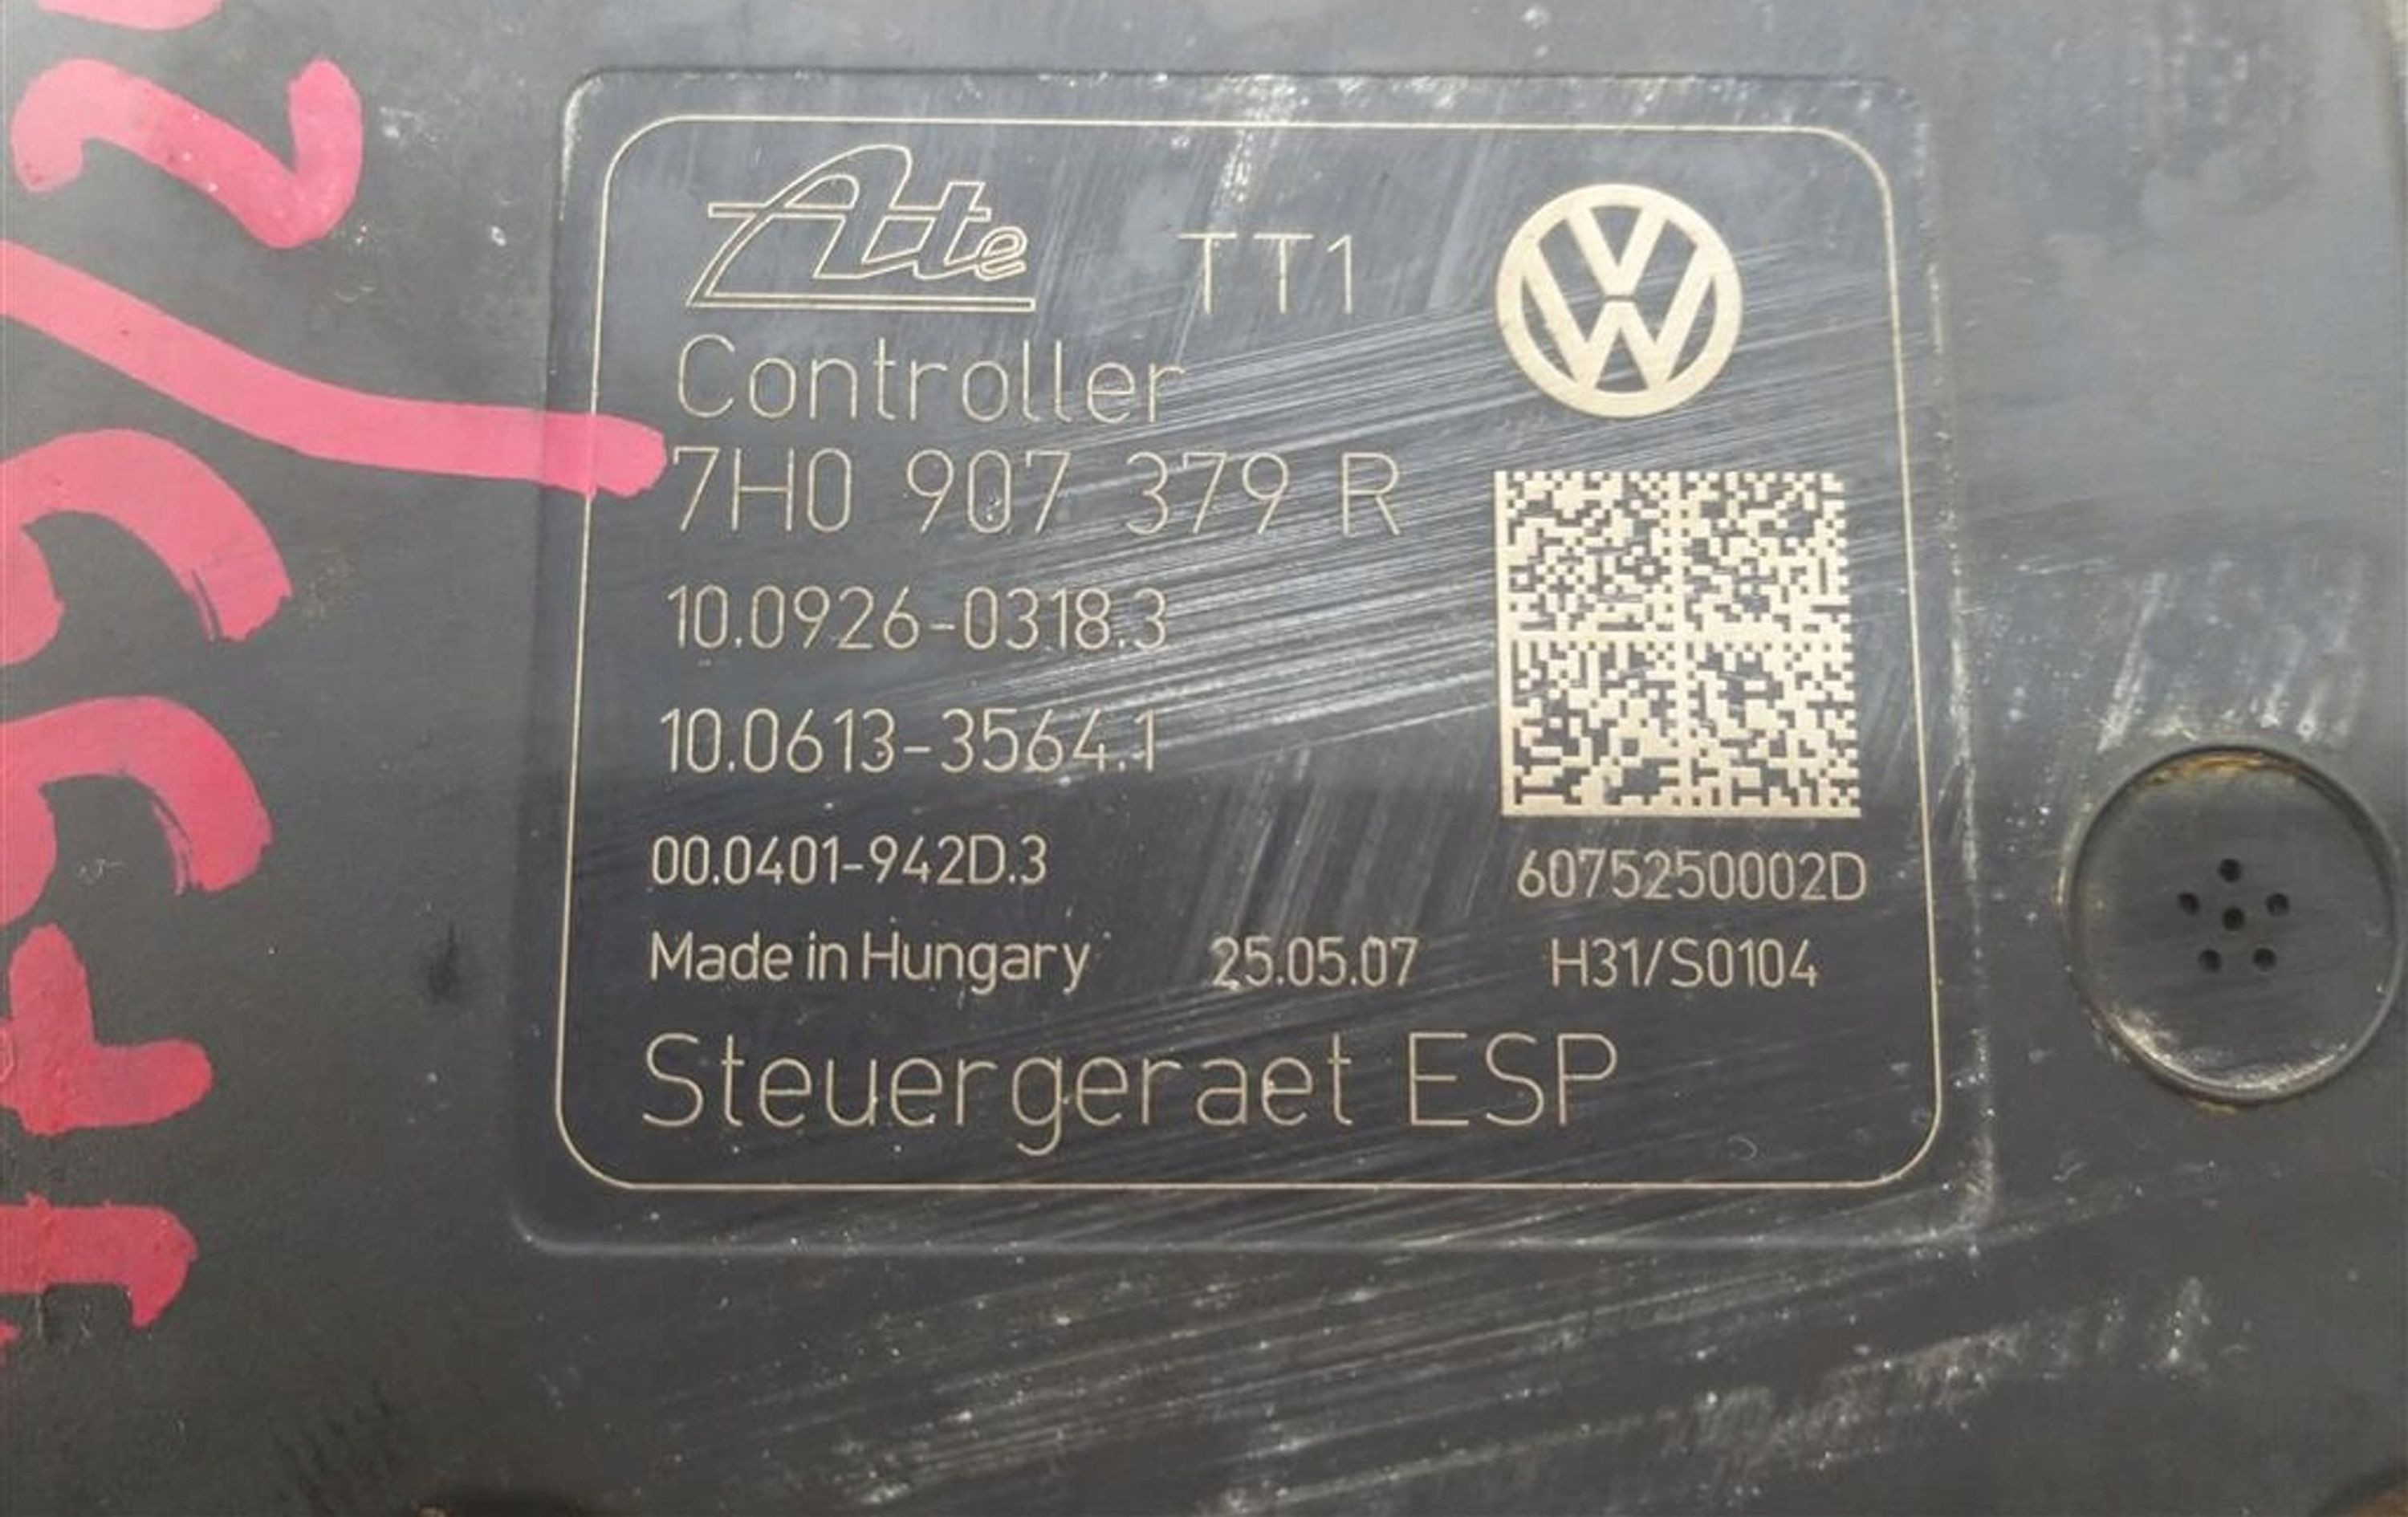 Ate TT1
Controller
7H0 907 379 R
10.0926-0318.3
10.0613-3564.1
00.0401-942D.3 6075250002D
Made in Hungary 25.05.07 H31/S0104
Steuergeraet ESP